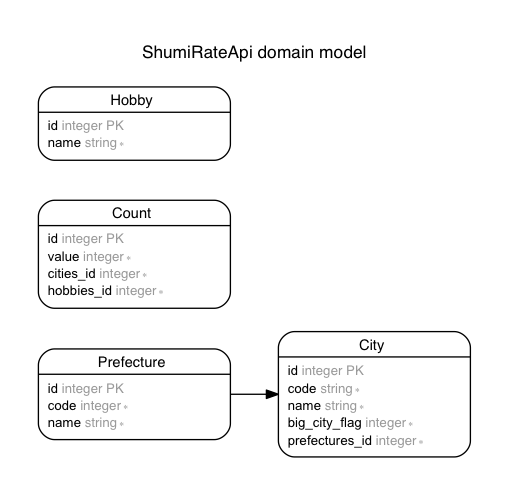 ShumiRateApi domain model
Hobby
id integer PK
name string *
Count
id integer PK
value integer *
cities_id integer *
hobbies_id integer *
Prefecture
id integer PK
code integer *
name string *
City
id integer PK
code string *
name string *
big_city_flag integer *
prefectures_id integer *